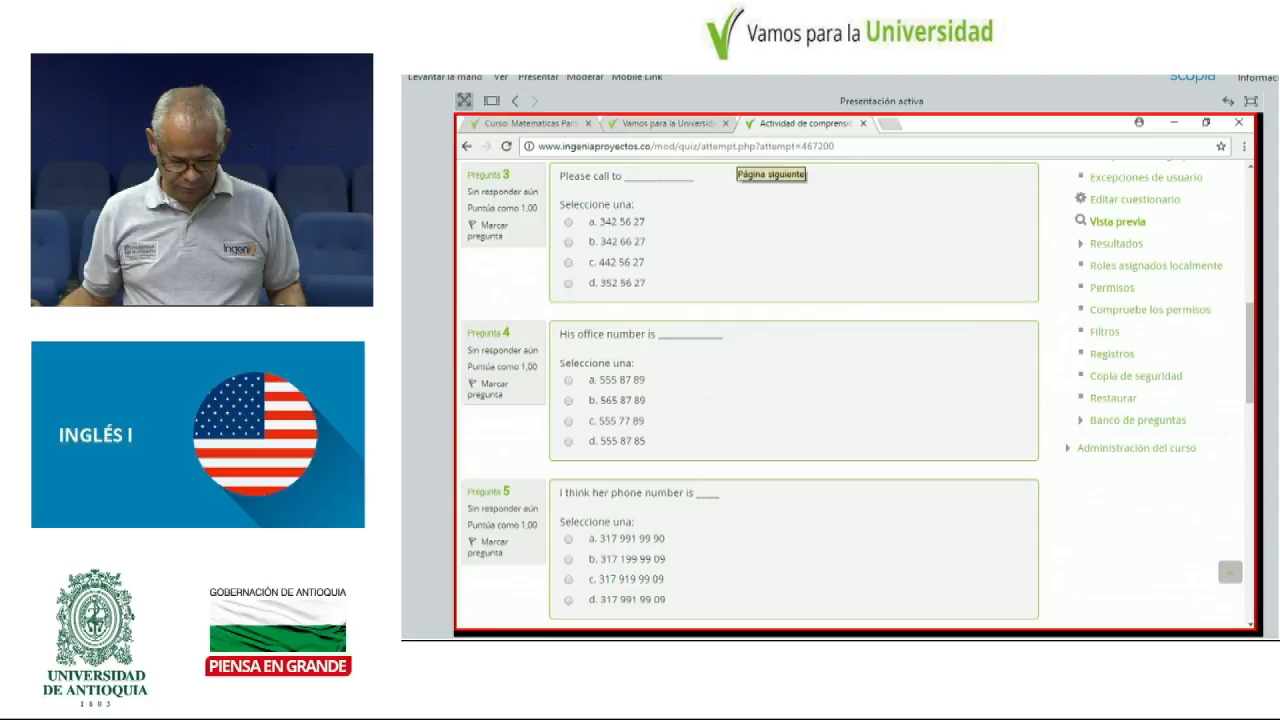 Vamos para la Universidad
Levantar la mano Ver Presentar Moderar Mobile Link
scopia
Informac
Presentación activa
Vamos para la Universid
Actividad de comprensi
www.ingeniaproyectos.co/mod/quiz/attempt.php?attempt=467200
Pregunta 3
Sin responder aún
Puntúa como 1,00
Marcar
pregunta
Please call to ____________
Página siguiente
Seleccione una:
a. 342 56 27
b. 342 66 27
c. 442 56 27
d. 352 56 27
Pregunta 4
Sin responder aún
Puntúa como 1,00
Marcar
pregunta
His office number is ___________
Seleccione una:
a. 555 87 89
b. 565 87 89
c. 555 77 89
d. 555 87 85
Pregunta 5
Sin responder aún
Puntúa como 1,00
Marcar
pregunta
I think her phone number is ____
Seleccione una:
a. 317 991 99 90
b. 317 199 99 09
c. 317 919 99 09
d. 317 991 99 09
Excepciones de usuario
Editar cuestionario
Vista previa
Resultados
Roles asignados localmente
Permisos
Compruebe los permisos
Filtros
Registros
Copia de seguridad
Restaurar
Banco de preguntas
Administración del curso
INGLÉS I
UNIVERSIDAD
DE ANTIOQUIA
1803
GOBERNACIÓN DE ANTIOQUIA
PIENSA EN GRANDE